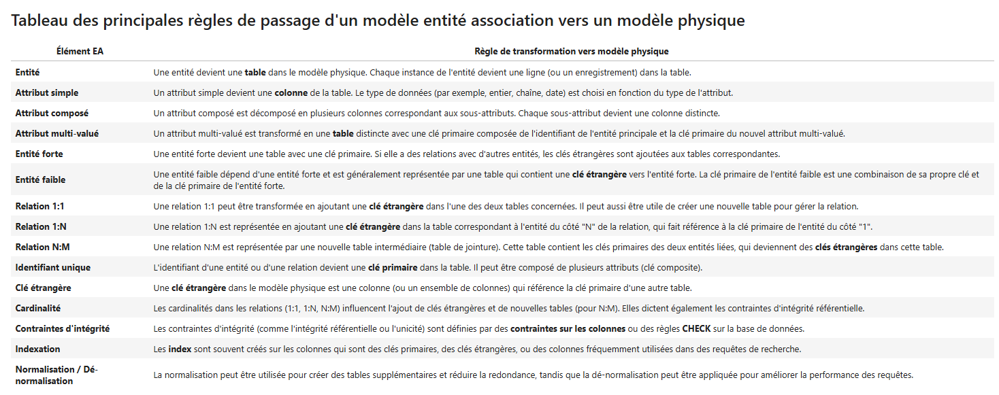 Tableau des principales règles de passage d'un modèle entité association vers un modèle physique
Élément EA Règle de transformation vers modèle physique
Entité Une entité devient une table dans le modèle physique. Chaque instance de l'entité devient une ligne (ou un enregistrement) dans la table.
Attribut simple Un attribut simple devient une colonne de la table. Le type de données (par exemple, entier, chaîne, date) est choisi en fonction du type de l'attribut.
Attribut composé Un attribut composé est décomposé en plusieurs colonnes correspondant aux sous-attributs. Chaque sous-attribut devient une colonne distincte.
Attribut multi-valué Un attribut multi-valué est transformé en une table distincte avec une clé primaire composée de l'identifiant de l'entité principale et la clé primaire du nouvel attribut multi-valué.
Entité forte Une entité forte devient une table avec une clé primaire. Si elle a des relations avec d'autres entités, les clés étrangères sont ajoutées aux tables correspondantes.
Entité faible Une entité faible dépend d'une entité forte et est généralement représentée par une table qui contient une clé étrangère vers l'entité forte. La clé primaire de l'entité faible est une combinaison de sa propre clé et
de la clé primaire de l'entité forte.
Relation 1:1 Une relation 1:1 peut être transformée en ajoutant une clé étrangère dans l'une des deux tables concernées. Il peut aussi être utile de créer une nouvelle table pour gérer la relation.
Relation 1:N Une relation 1:N est représentée en ajoutant une clé étrangère dans la table correspondant à l'entité du côté "N" de la relation, qui fait référence à la clé primaire de l'entité du côté "1".
Relation N:M Une relation N:M est représentée par une nouvelle table intermédiaire (table de jointure). Cette table contient les clés primaires des deux entités liées, qui deviennent des clés étrangères dans cette table.
Identifiant unique L'identifiant d'une entité ou d'une relation devient une clé primaire dans la table. Il peut être composé de plusieurs attributs (clé composite).
Clé étrangère Une clé étrangère dans le modèle physique est une colonne (ou un ensemble de colonnes) qui référence la clé primaire d'une autre table.
Cardinalité Les cardinalités dans les relations (1:1, 1:N, N:M) influencent l'ajout de clés étrangères et de nouvelles tables (pour N:M). Elles dictent également les contraintes d'intégrité référentielle.
Contraintes d'intégrité Les contraintes d'intégrité (comme l'intégrité référentielle ou l'unicité) sont définies par des contraintes sur les colonnes ou des règles CHECK sur la base de données.
Indexation Les index sont souvent créés sur les colonnes qui sont des clés primaires, des clés étrangères, ou des colonnes fréquemment utilisées dans des requêtes de recherche.
Normalisation / Dé-
normalisation La normalisation peut être utilisée pour créer des tables supplémentaires et réduire la redondance, tandis que la dé-normalisation peut être appliquée pour améliorer la performance des requêtes.